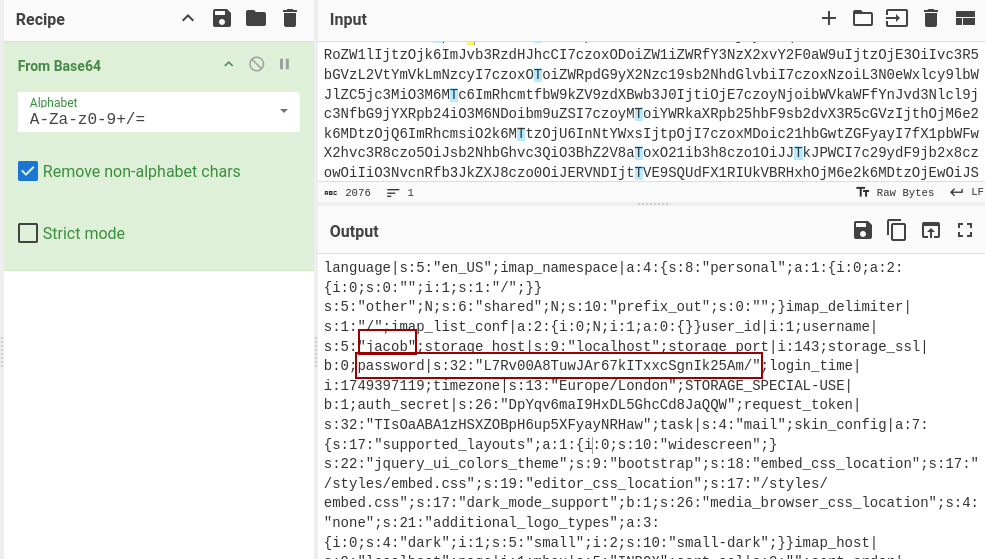 Recipe
From Base64
Alphabet
A-Za-z0-9+/=
Remove non-alphabet chars
Strict mode
Input
RoZW1lIjtzOjk6ImJvb3RzdHJhcCI7czoxODoiZW1iZWRfY3NzX2xvY2F0aW9uIjtzOjE3OiIvc3R5
bGVzL2VtYmVkLmNzcyI7czoxOToiZWRpdG9yX2Nzc19sb2NhdGlvbiI7czoxNzoiL3N0eWxlcy9lbW
JlZC5jc3MiO3M6MTc6ImRhcmtfbW9kZV9zdXBwb3J0IjtiOjE7czoyNjoibWVkaWFfYnJvd3Nlcl9j
c3NfbG9jYXRpb24iO3M6NDoibm9uZSI7czoyMToiYWRkaXRpb25hbF9sb2dvX3R5cGVzIjthOjM6e2
k6MDtzOjQ6ImRhcmsiO2k6MTtzOjU6InNtYWxsIjtpOjI7czoxMDoic21hbGwtZGFyayI7fX1pbWFw
X2hvc3R8czo5OiJsb2NhbGhvc3QiO3BhZ2V8aToxO21ib3h8czo1OiJJTkJPWCI7c29ydF9jb2x8cz
owOiIiO3NvcnRfb3JkZXJ8czo0OiJERVNDIjtTVE9SQUdFX1RIUkVBRHxhOjM6e2k6MDtzOjEwOiJS
2076
1
Raw Bytes
LF
Output
language|s:5:"en_US";imap_namespace|a:4:{s:8:"personal";a:1:{i:0;a:2:
{i:0;s:0:"";i:1;s:1:"/";}}
s:5:"other";N;s:6:"shared";N;s:10:"prefix_out";s:0:"";}imap_delimiter|
s:1:"/";imap_list_conf|a:2:{i:0;N;i:1;a:0:{}}user_id|i:1;username|
s:5:"jacob";storage_host|s:9:"localhost";storage_port|i:143;storage_ssl|
b:0;password|s:32:"L7Rv00A8TuwJAr67kITxxcSgnIk25Am/";login_time|
i:1749397119;timezone|s:13:"Europe/London";STORAGE_SPECIAL-USE|
b:1;auth_secret|s:26:"DpYqv6maI9HxDL5GhcCd8JaQQW";request_token|
s:32:"TIsOaABA1zHSXZOBpH6up5XFyayNRHaw";task|s:4:"mail";skin_config|a:7:
{s:17:"supported_layouts";a:1:{i:0;s:10:"widescreen";}
s:22:"jquery_ui_colors_theme";s:9:"bootstrap";s:18:"embed_css_location";s:17:"
/styles/embed.css";s:19:"editor_css_location";s:17:"/styles/
embed.css";s:17:"dark_mode_support";b:1;s:26:"media_browser_css_location";s:4:
"none";s:21:"additional_logo_types";a:3:
{i:0;s:4:"dark";i:1;s:5:"small";i:2;s:10:"small-dark";}}imap_host|